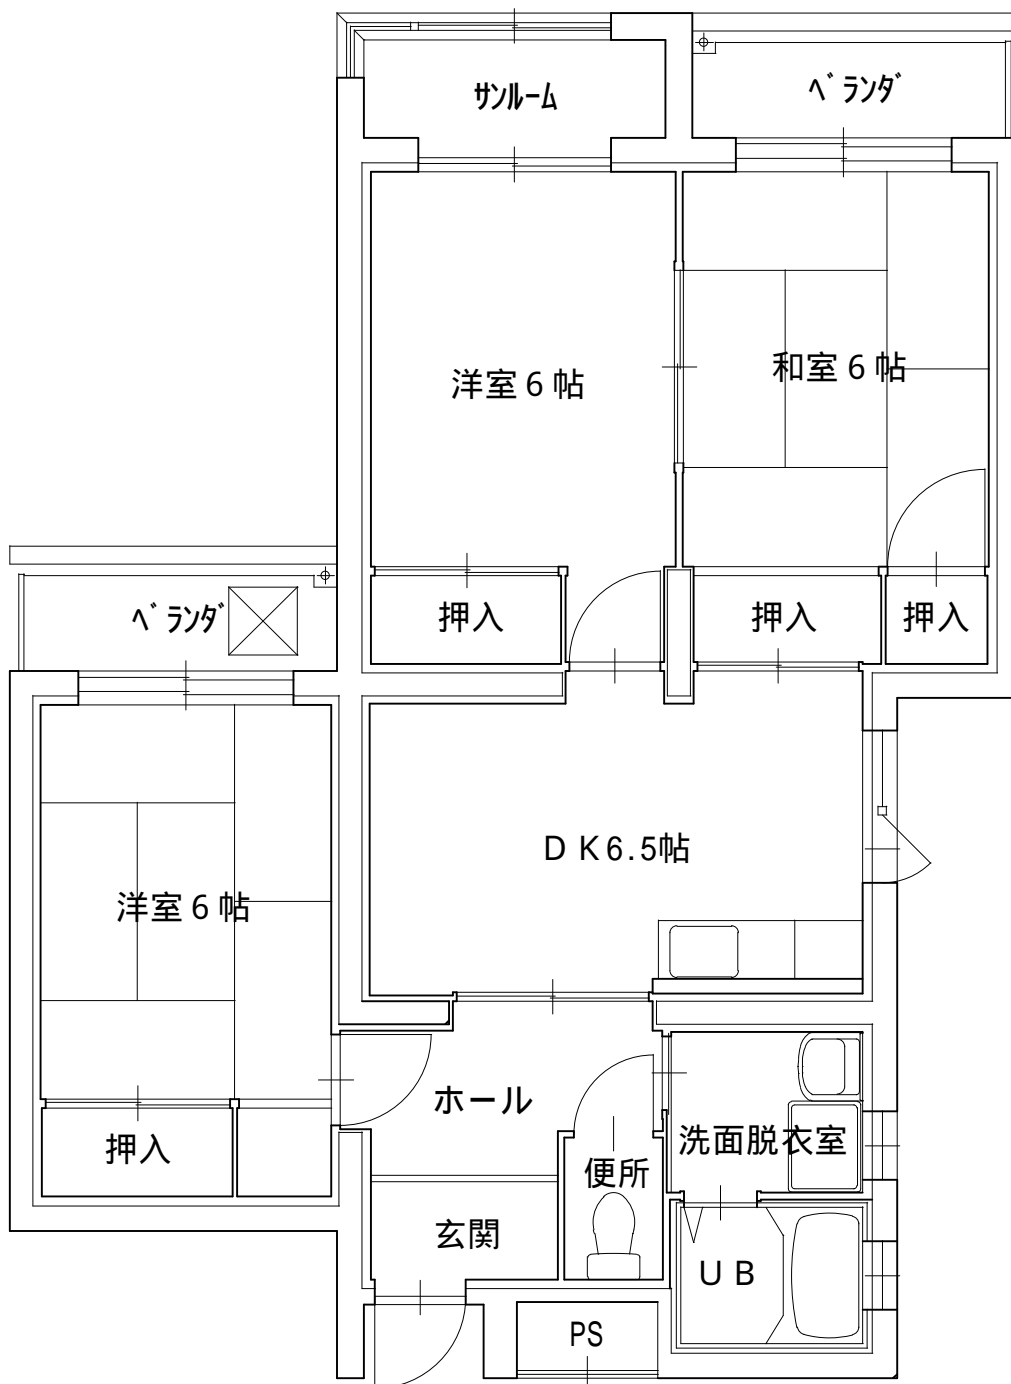 サンルーム
ベランダ
洋室6帖
和室6帖
押入
押入
押入
ベランダ
DK6.5帖
洋室6帖
ホール
押入
便所
洗面脱衣室
玄関
UB
PS